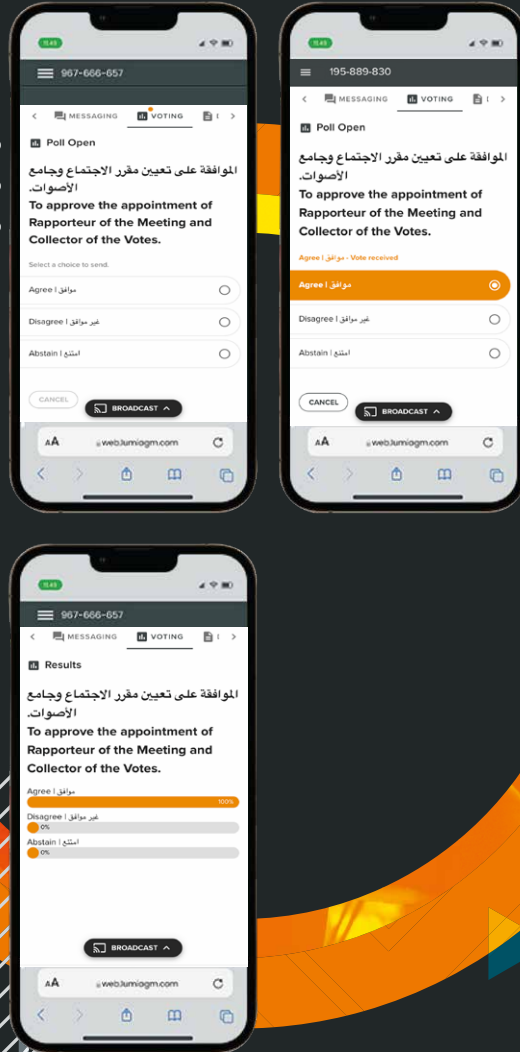 11.45
967-666-657
MESSAGING
VOTING
Poll Open
الموافقة على تعيين مقرر الاجتماع وجامع
الأصوات.
To approve the appointment of
Rapporteur of the Meeting and
Collector of the Votes.
Select a choice to send.
Agree | موافق
Disagree | غير موافق
Abstain | امتنع
CANCEL
BROADCAST
AA
web.lumiagm.com
11.45
195-889-830
MESSAGING
VOTING
Poll Open
الموافقة على تعيين مقرر الاجتماع وجامع
الأصوات.
To approve the appointment of
Rapporteur of the Meeting and
Collector of the Votes.
Agree | موافق - Vote received
Agree | موافق
Disagree | غير موافق
Abstain | امتنع
CANCEL
BROADCAST
AA
web.lumiagm.com
11.45
967-666-657
MESSAGING
VOTING
Results
الموافقة على تعيين مقرر الاجتماع وجامع
الأصوات.
To approve the appointment of
Rapporteur of the Meeting and
Collector of the Votes.
Agree | موافق
100%
Disagree | غير موافق
0%
Abstain | امتنع
0%
BROADCAST
AA
web.lumiagm.com